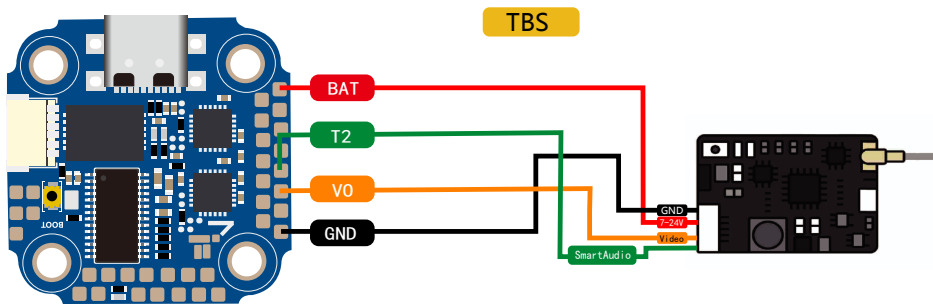 TBS
BAT
T2
VO
GND
GND
7-24V
Video
SmartAudio
BOOT